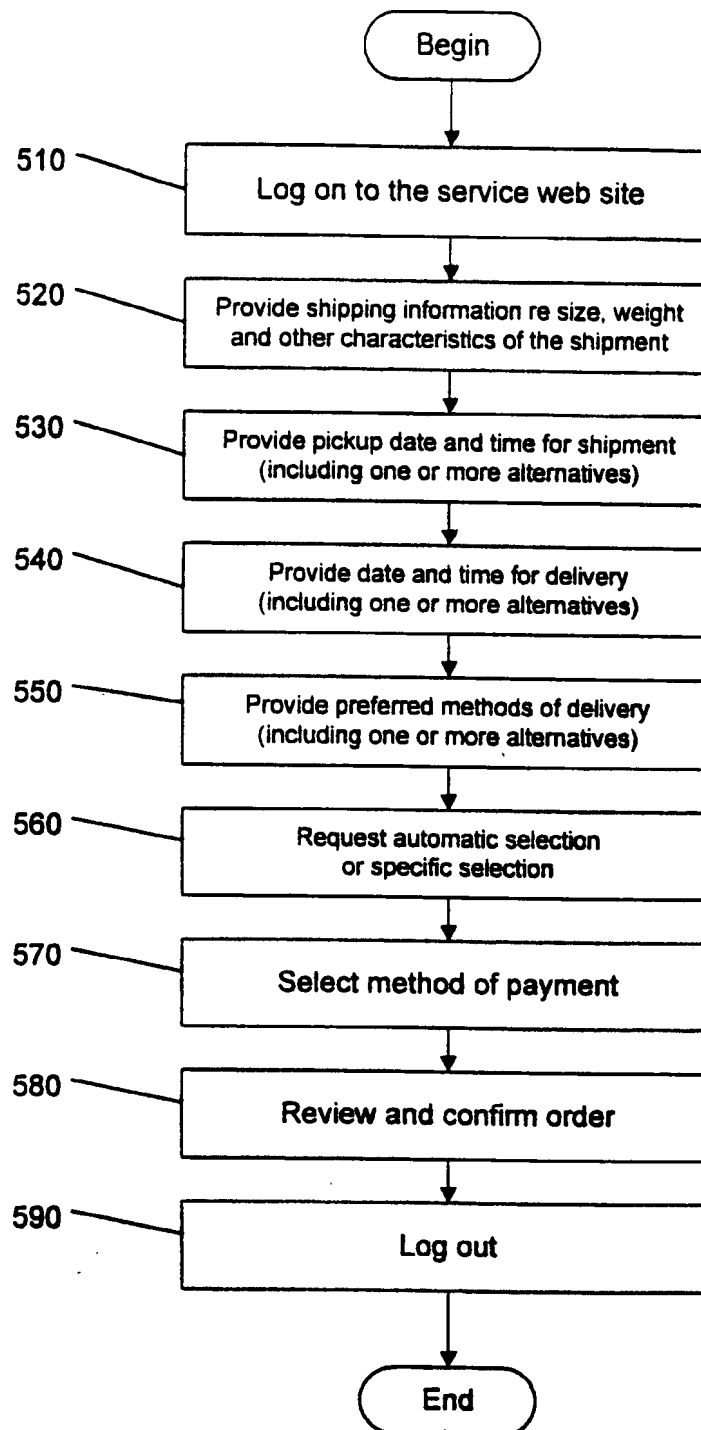 Begin
510
Log on to the service web site
520
Provide shipping information re size, weight
and other characteristics of the shipment
530
Provide pickup date and time for shipment
(including one or more alternatives)
540
Provide date and time for delivery
(including one or more alternatives)
550
Provide preferred methods of delivery
(including one or more alternatives)
560
Request automatic selection
or specific selection
570
Select method of payment
580
Review and confirm order
590
Log out
End